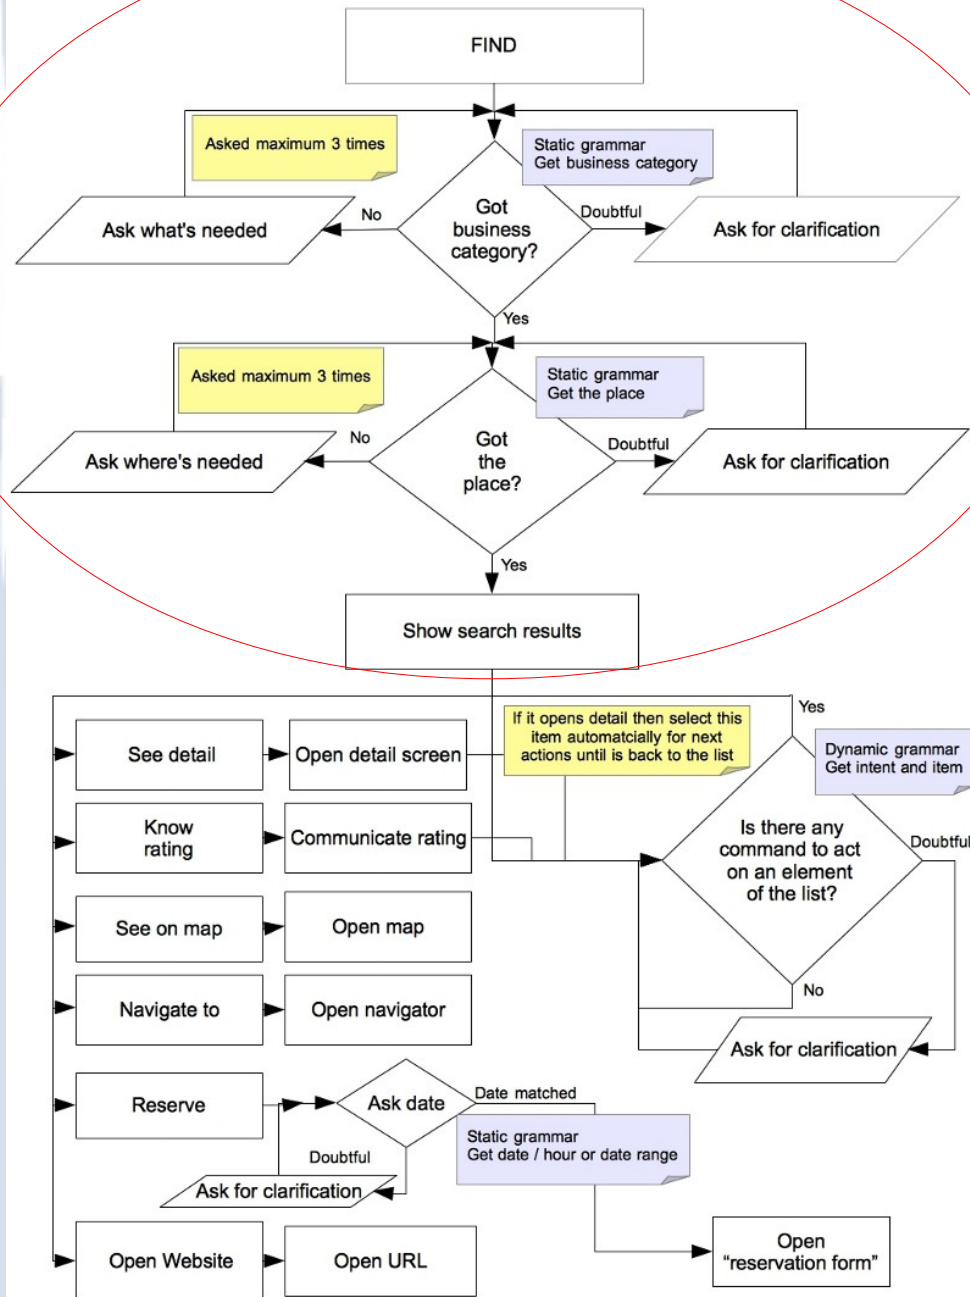 FIND
Asked maximum 3 times
Static grammar
Get business category
Ask what's needed
No
Got
business
category?
Doubtful
Ask for clarification
Yes
Asked maximum 3 times
Static grammar
Get the place
Ask where's needed
No
Got
the
place?
Doubtful
Ask for clarification
Yes
Show search results
If it opens detail then select this
item automatcially for next
actions until is back to the list
Yes
Dynamic grammar
Get intent and item
See detail
Open detail screen
Know
rating
Communicate rating
Is there any
command to act
on an element
of the list?
Doubtful
See on map
Open map
Navigate to
Open navigator
No
Ask for clarification
Reserve
Ask date
Date matched
Static grammar
Get date / hour or date range
Doubtful
Ask for clarification
Open Website
Open URL
Open
“reservation form”